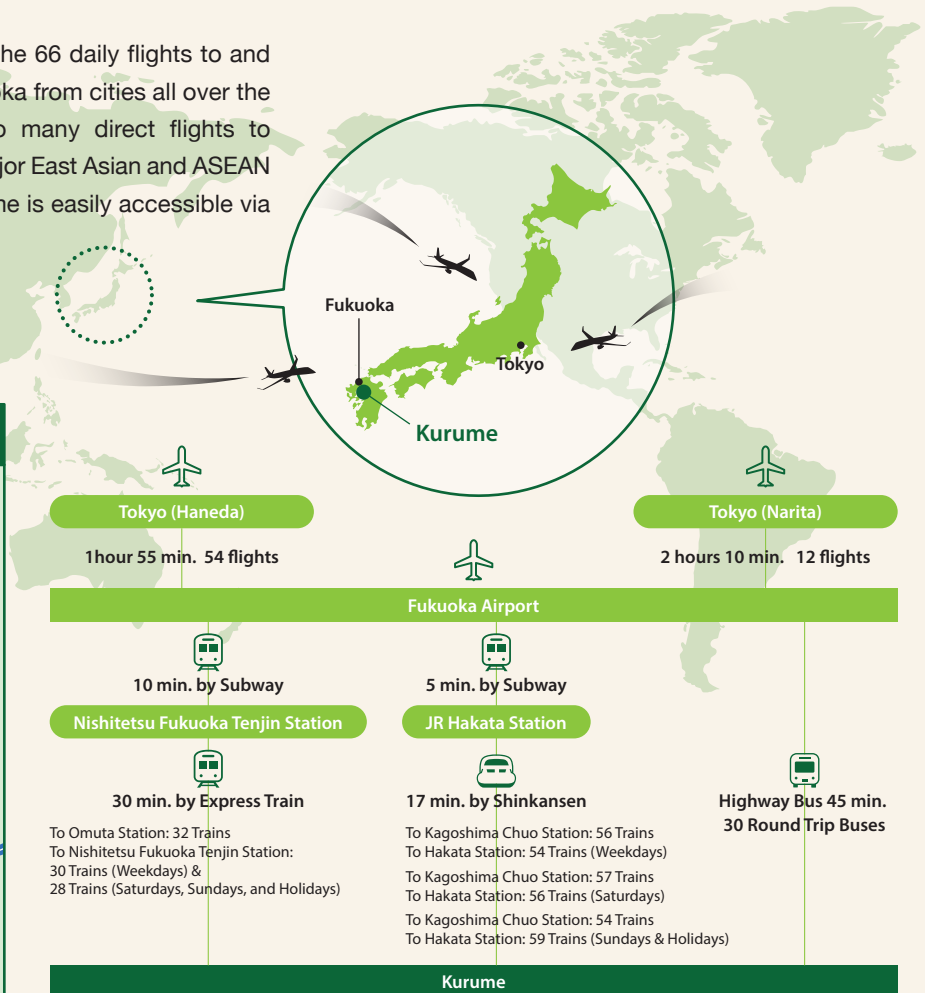 he 66 daily flights to and
ka from cities all over the
o many direct flights to
jor East Asian and ASEAN
ne is easily accessible via
Fukuoka
Tokyo
Kurume
Tokyo (Haneda)
Tokyo (Narita)
1hour 55 min. 54 flights
2 hours 10 min. 12 flights
Fukuoka Airport
10 min. by Subway
5 min. by Subway
Nishitetsu Fukuoka Tenjin Station
JR Hakata Station
30 min. by Express Train
To Omuta Station: 32 Trains
To Nishitetsu Fukuoka Tenjin Station:
30 Trains (Weekdays) &
28 Trains (Saturdays, Sundays, and Holidays)
17 min. by Shinkansen
To Kagoshima Chuo Station: 56 Trains
To Hakata Station: 54 Trains (Weekdays)
To Kagoshima Chuo Station: 57 Trains
To Hakata Station: 56 Trains (Saturdays)
To Kagoshima Chuo Station: 54 Trains
To Hakata Station: 59 Trains (Sundays & Holidays)
Highway Bus 45 min.
30 Round Trip Buses
Kurume